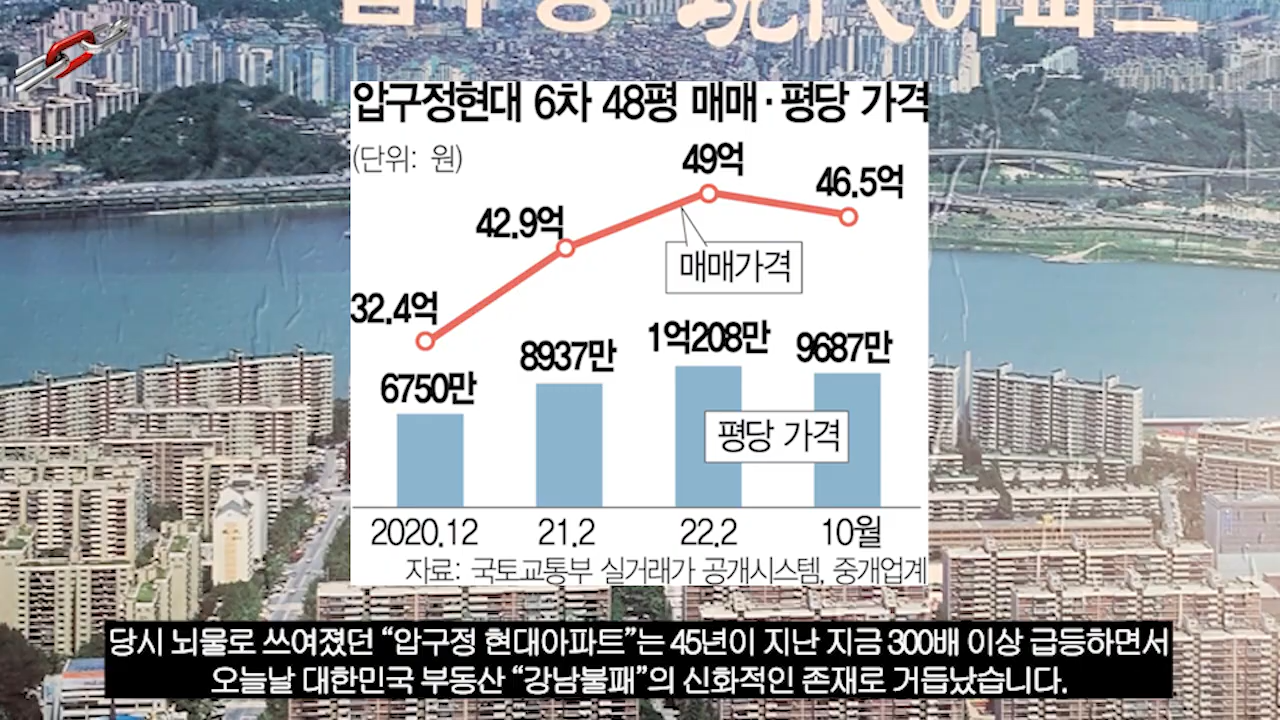 압구정 現代아파트
압구정현대 6차 48평 매매·평당 가격
(단위: 원)
49억
46.5억
42.9억
매매가격
32.4억
1억208만
9687만
8937만
6750만
평당 가격
2020.12 21.2 22.2 10월
자료: 국토교통부 실거래가 공개시스템, 중개업계
당시 뇌물로 쓰여졌던 “압구정 현대아파트”는 45년이 지난 지금 300배 이상 급등하면서
오늘날 대한민국 부동산 “강남불패”의 신화적인 존재로 거듭났습니다.